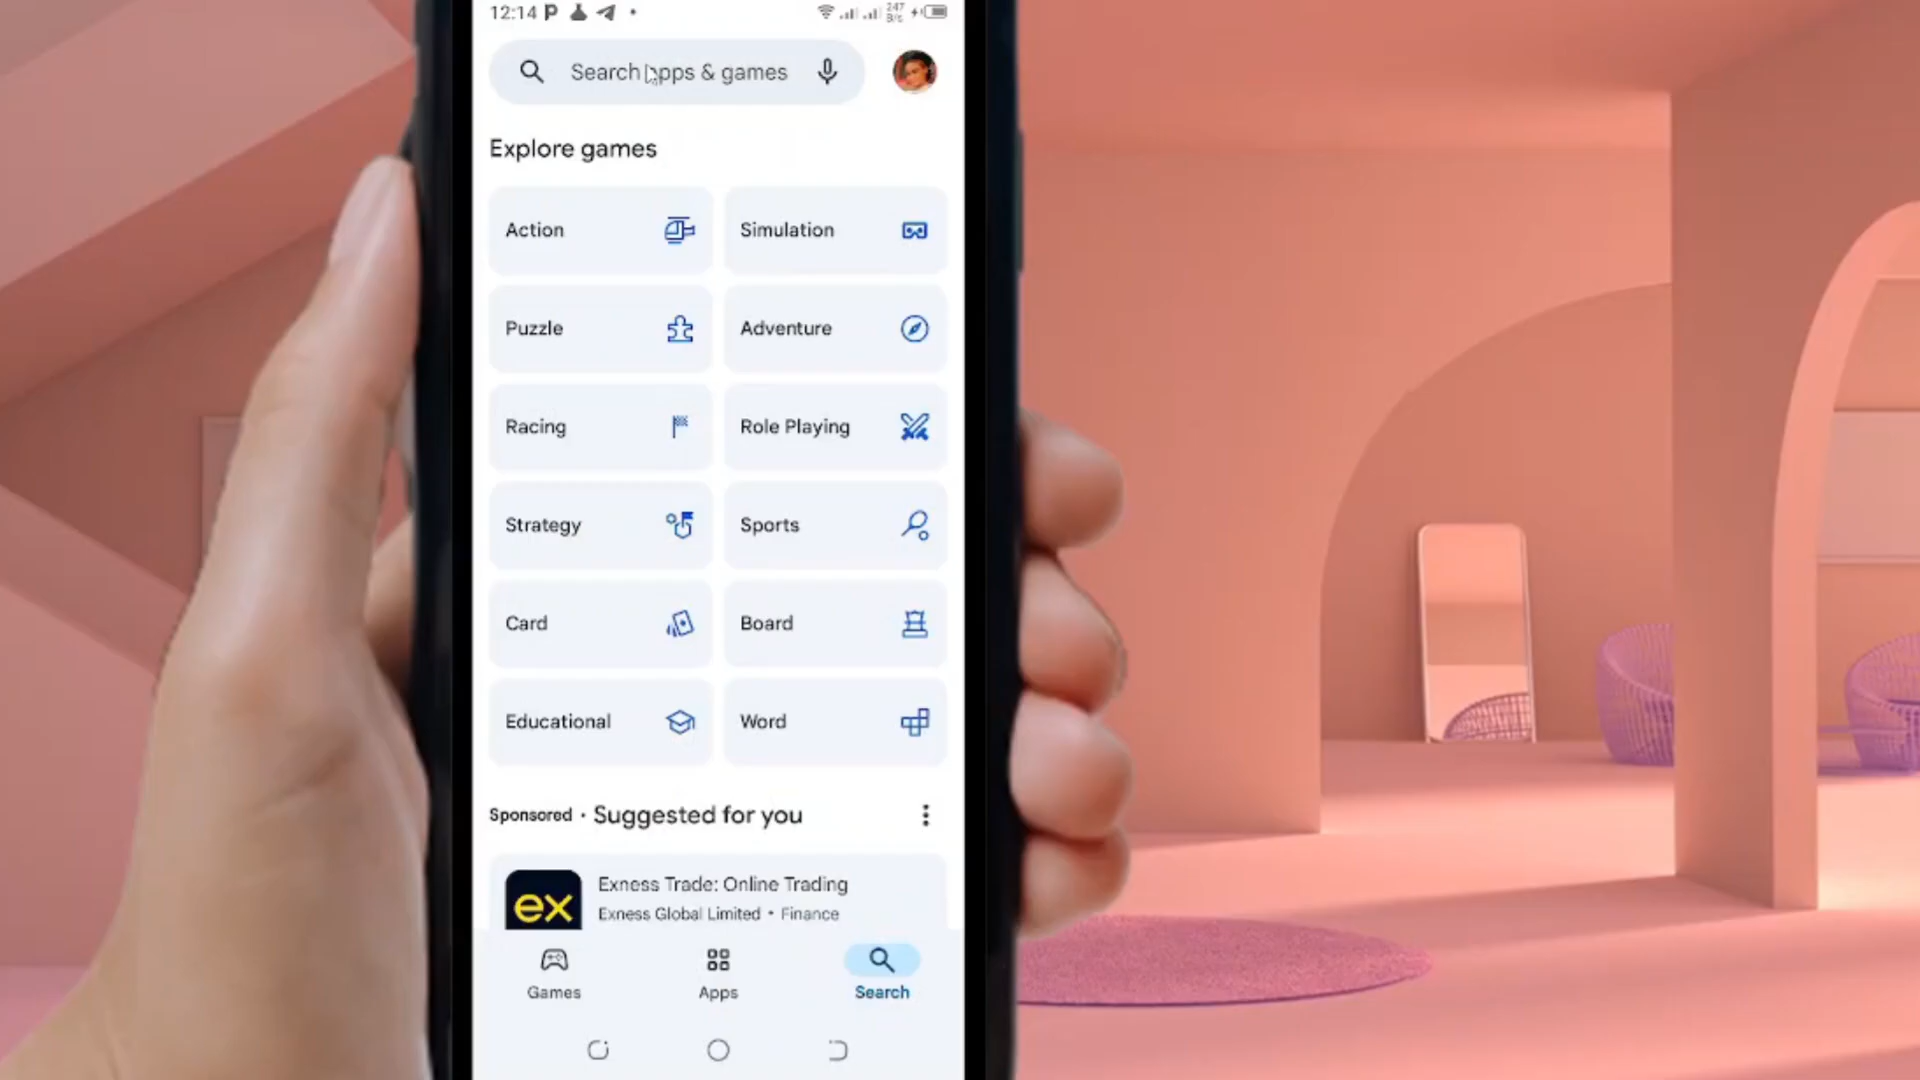 12:14 P 247 B/s
Search apps & games
Explore games
Action Simulation
Puzzle Adventure
Racing Role Playing
Strategy Sports
Card Board
Educational Word
Sponsored • Suggested for you
ex Exness Trade: Online Trading
Exness Global Limited • Finance
Games Apps Search